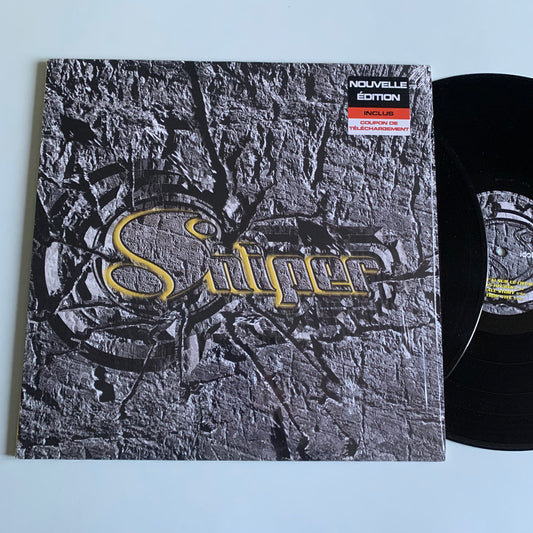 NOUVELLE
ÉDITION
INCLUS
COUPON DE
TÉLÉCHARGEMENT
Sniper